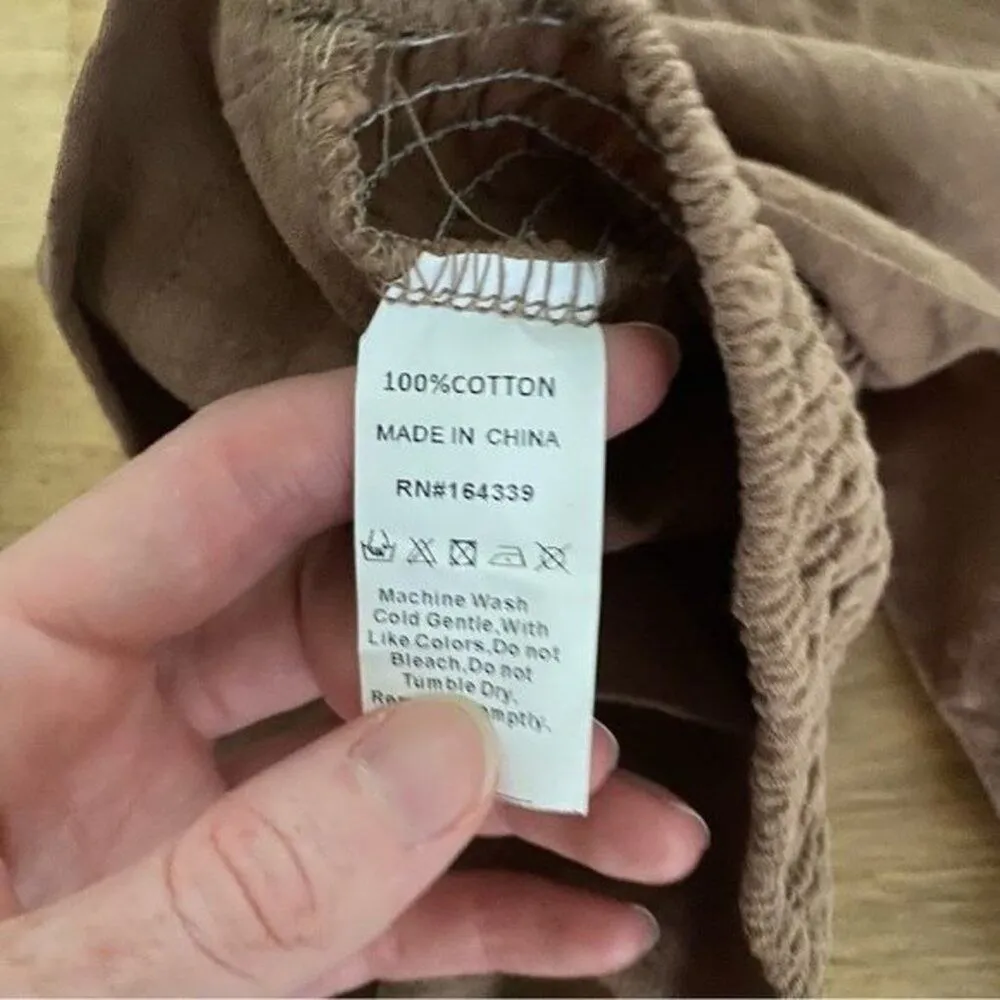 100%COTTON
MADE IN CHINA
RN#164339
Machine Wash
Cold Gentle,With
Like Colors,Do not
Bleach,Do not
Tumble Dry,